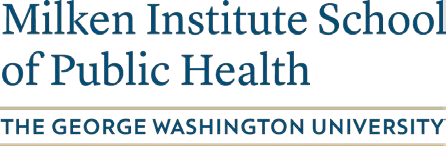 Milken Institute School
of Public Health
THE GEORGE WASHINGTON UNIVERSITY